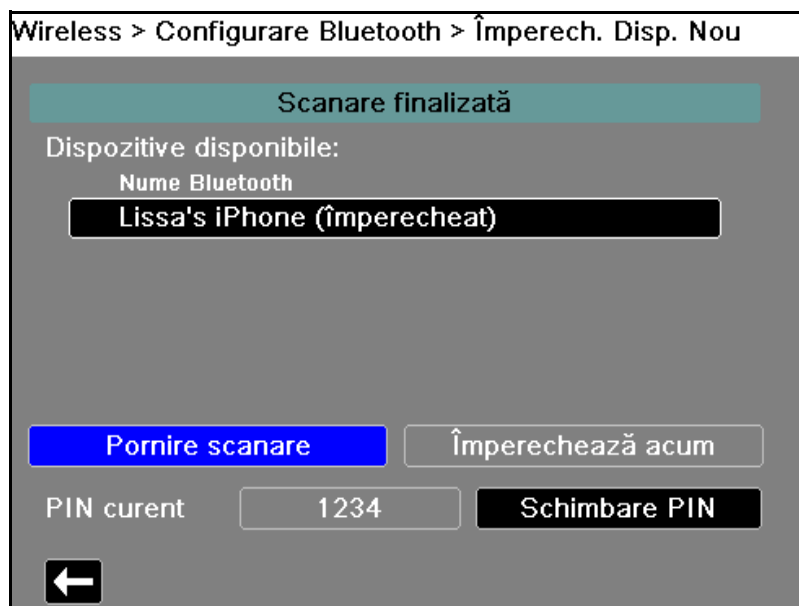 Wireless > Configurare Bluetooth > Împerech. Disp. Nou
Scanare finalizată
Dispozitive disponibile:
Nume Bluetooth
Lissa's iPhone (împerecheat)
Pornire scanare
Împerechează acum
PIN curent
1234
Schimbare PIN